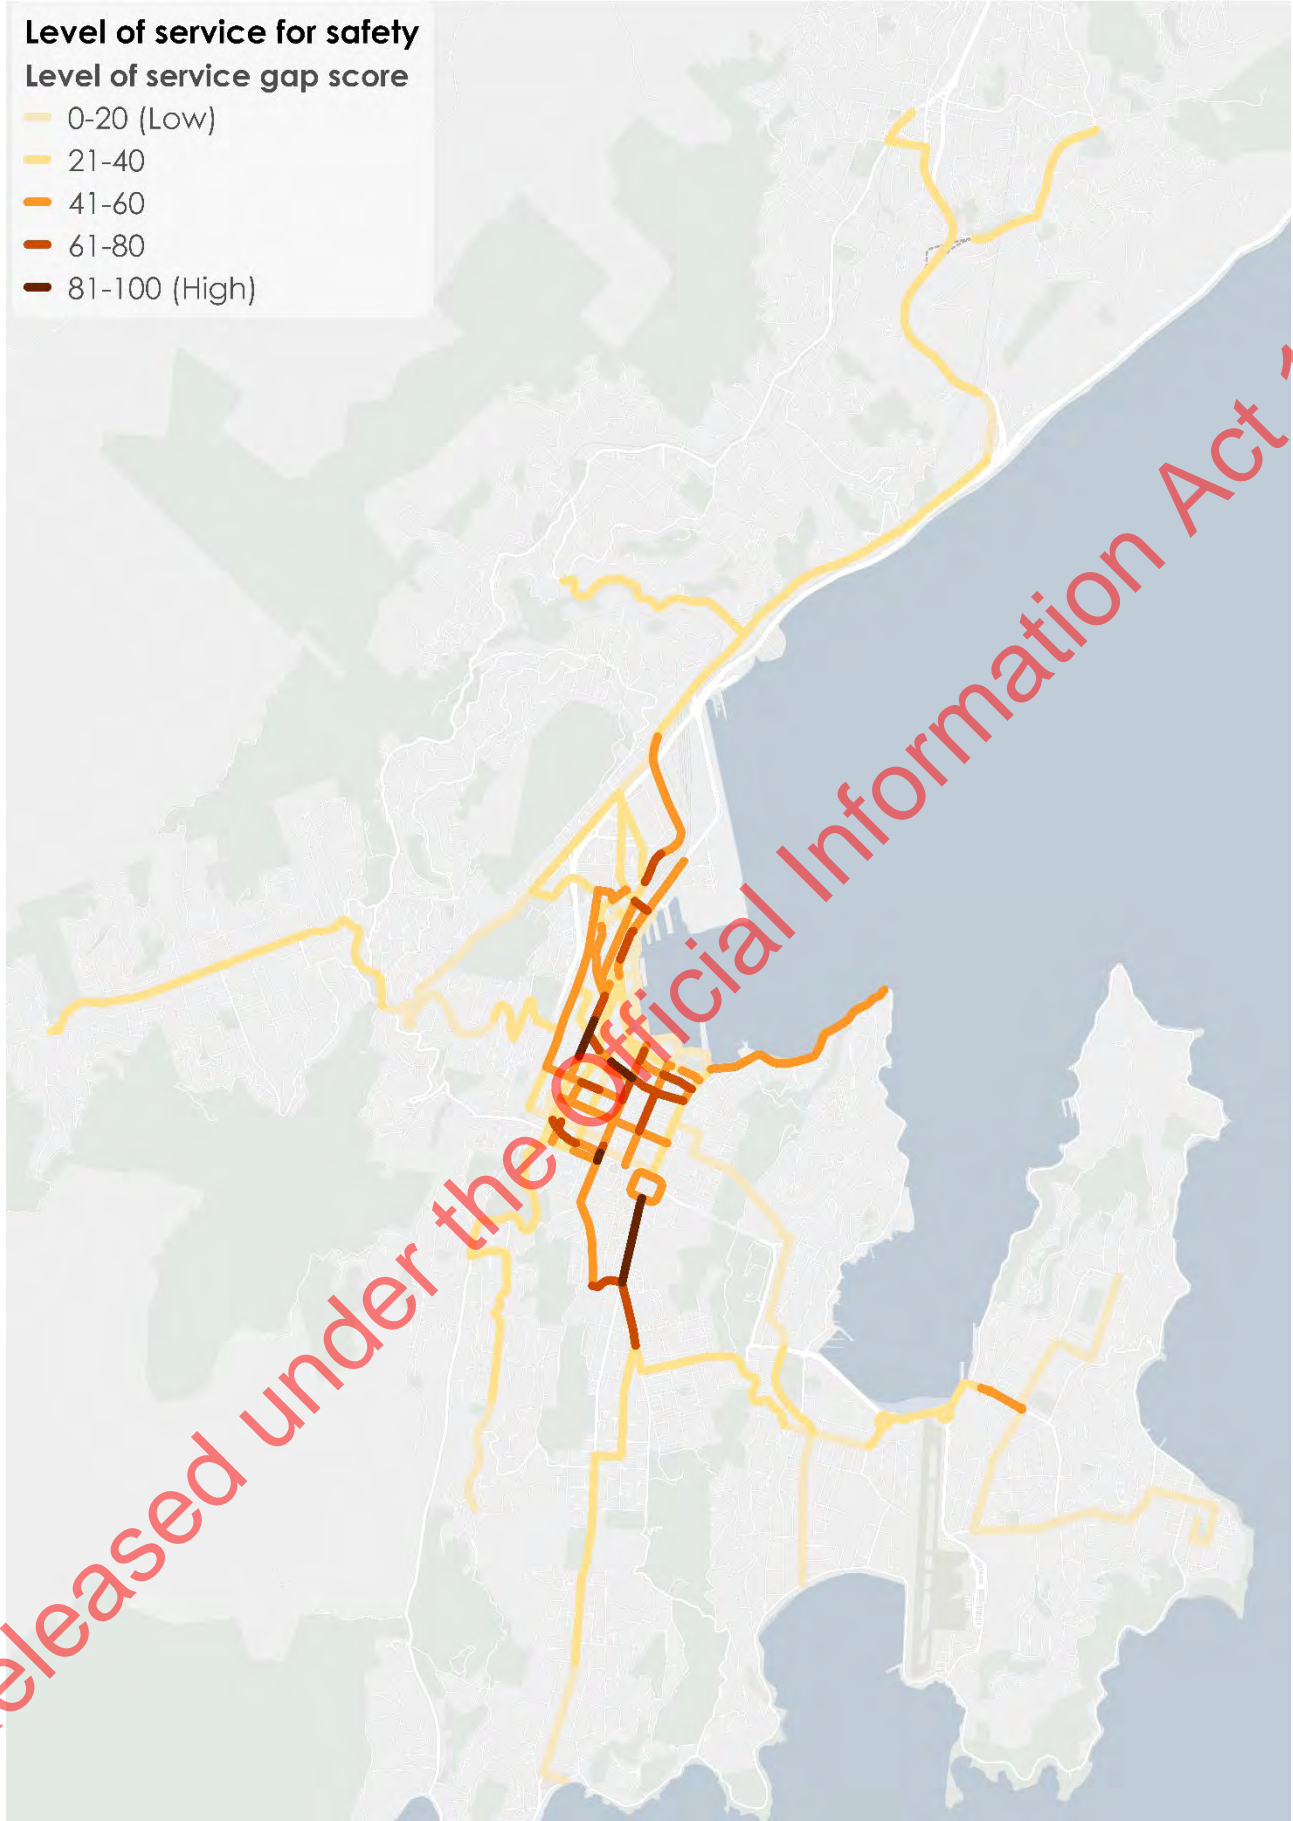 Level of service for safety
Level of service gap score
0-20 (Low)
21-40
41-60
61-80
81-100 (High)
under the Official Information Act